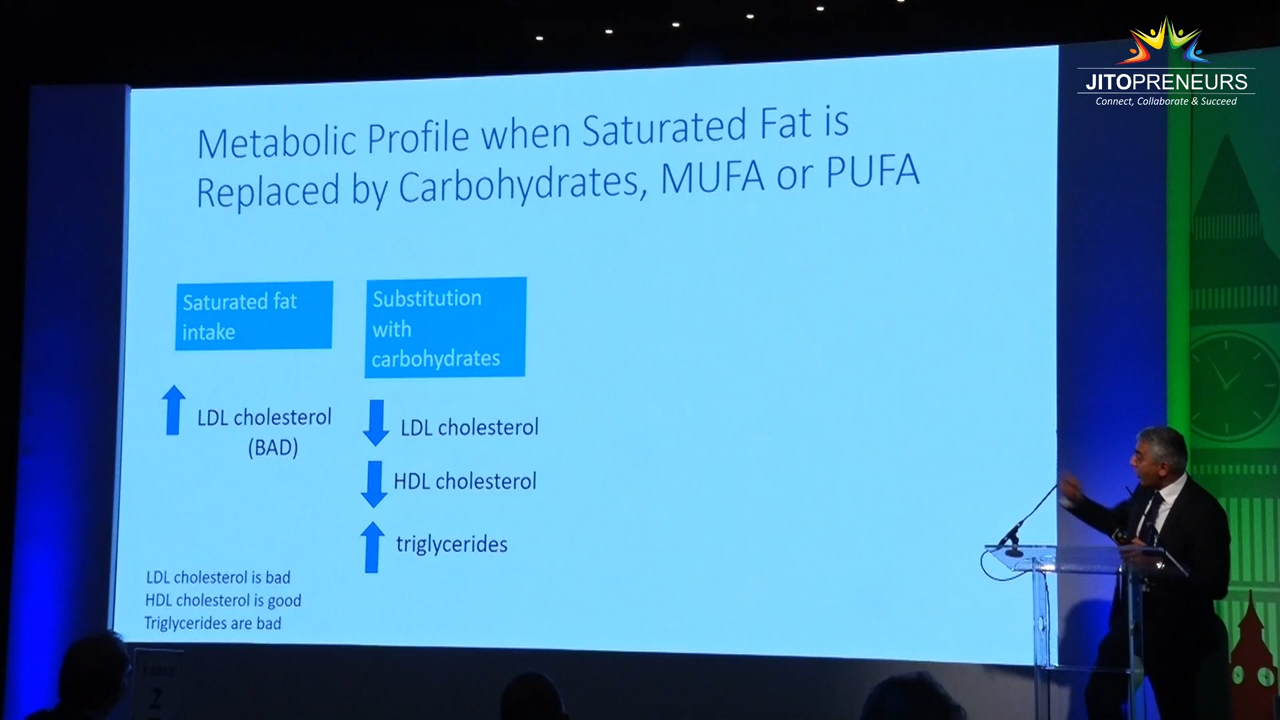 JITOPRENEURS
Connect, Collaborate & Succeed
Metabolic Profile when Saturated Fat is
Replaced by Carbohydrates, MUFA or PUFA
Saturated fat
intake
LDL cholesterol
(BAD)
Substitution
with
carbohydrates
LDL cholesterol
HDL cholesterol
triglycerides
LDL cholesterol is bad
HDL cholesterol is good
Triglycerides are bad
2